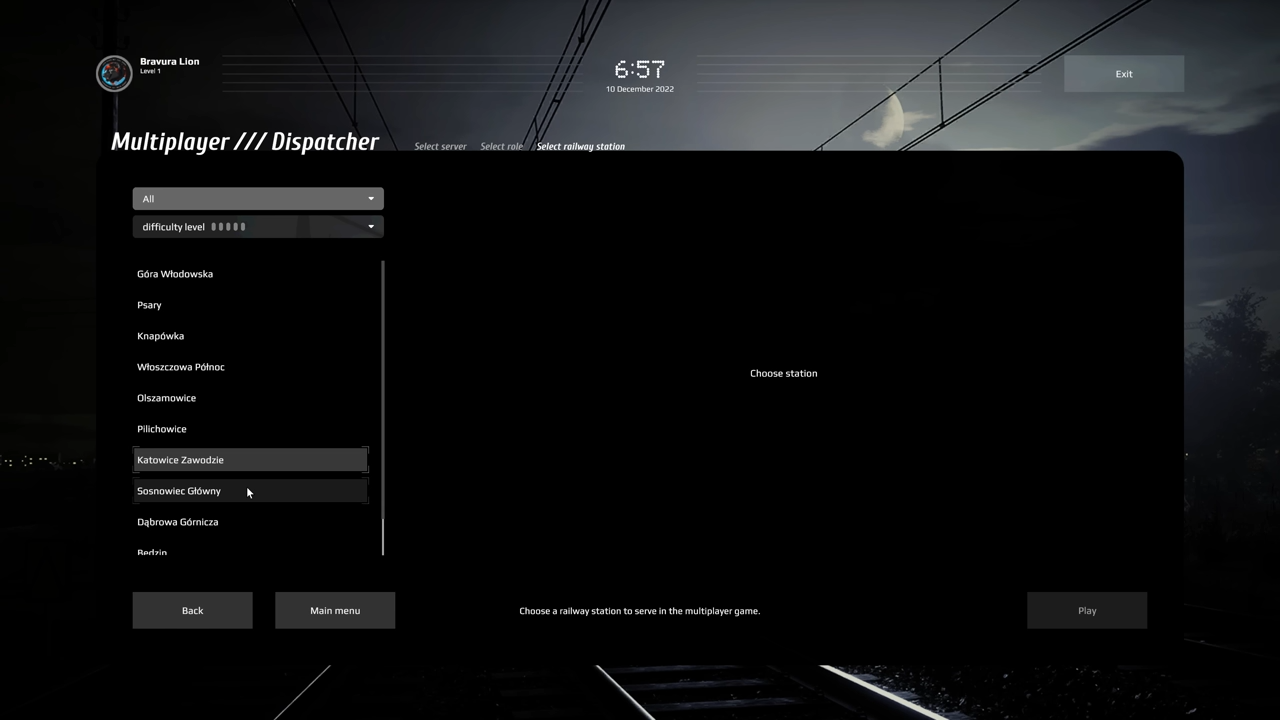 Bravura Lion
Level 1
6:57
10 December 2022
Exit
Multiplayer /// Dispatcher
Select server
Select role
Select railway station
All
difficulty level
Góra Włodowska
Psary
Knapówka
Włoszczowa Północ
Olszamowice
Pilichowice
Katowice Zawodzie
Sosnowiec Główny
Dąbrowa Górnicza
Będzin
Choose station
Back
Main menu
Choose a railway station to serve in the multiplayer game.
Play